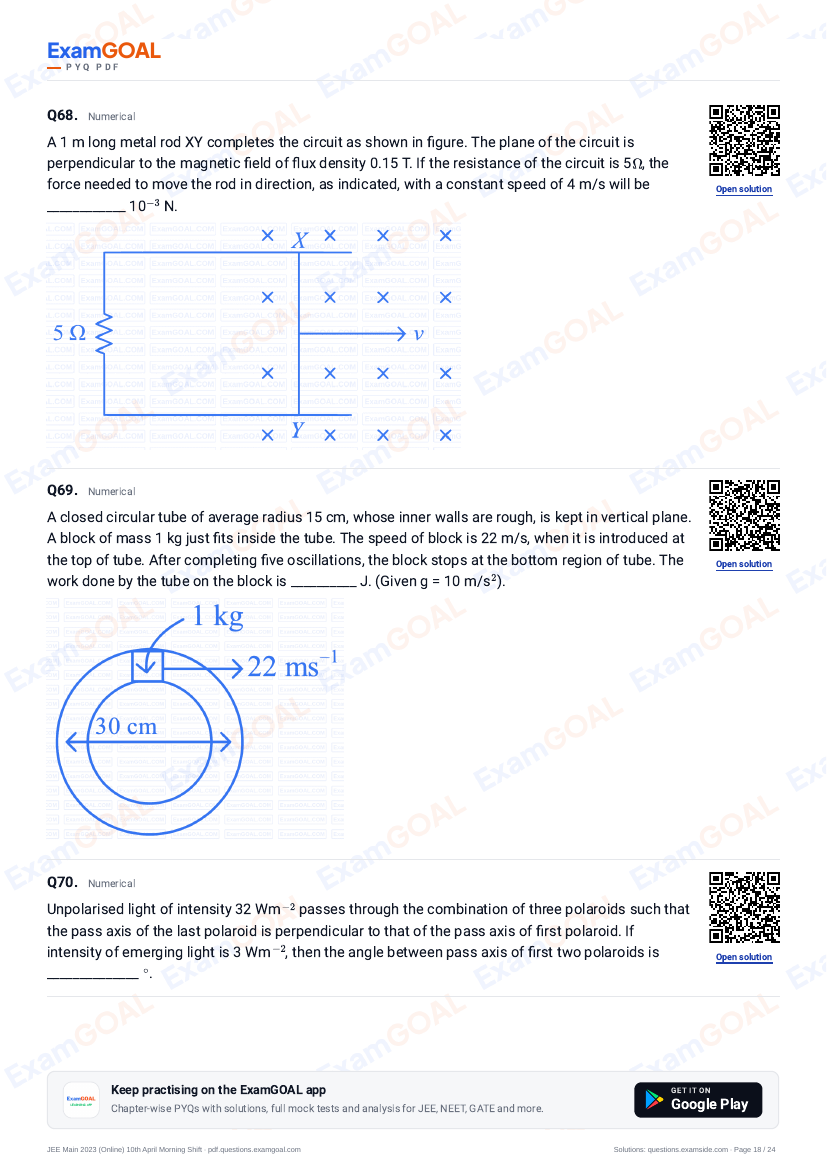 ExamGOAL
PYQ PDF
Q68. Numerical
A 1 m long metal rod XY completes the circuit as shown in figure. The plane of the circuit is
perpendicular to the magnetic field of flux density 0.15 T. If the resistance of the circuit is 5Ω, the
force needed to move the rod in direction, as indicated, with a constant speed of 4 m/s will be
____________ 10⁻³ N.
Open solution
X
5 Ω
v
Y
Q69. Numerical
A closed circular tube of average radius 15 cm, whose inner walls are rough, is kept in vertical plane.
A block of mass 1 kg just fits inside the tube. The speed of block is 22 m/s, when it is introduced at
the top of tube. After completing five oscillations, the block stops at the bottom region of tube. The
work done by the tube on the block is __________ J. (Given g = 10 m/s²).
Open solution
1 kg
22 ms⁻¹
30 cm
Q70. Numerical
Unpolarised light of intensity 32 Wm⁻² passes through the combination of three polaroids such that
the pass axis of the last polaroid is perpendicular to that of the pass axis of first polaroid. If
intensity of emerging light is 3 Wm⁻², then the angle between pass axis of first two polaroids is
______________ °.
Open solution
ExamGOAL
Keep practising on the ExamGOAL app
Chapter-wise PYQs with solutions, full mock tests and analysis for JEE, NEET, GATE and more.
GET IT ON
Google Play
JEE Main 2023 (Online) 10th April Morning Shift · pdf.questions.examgoal.com
Solutions: questions.examside.com · Page 18 / 24